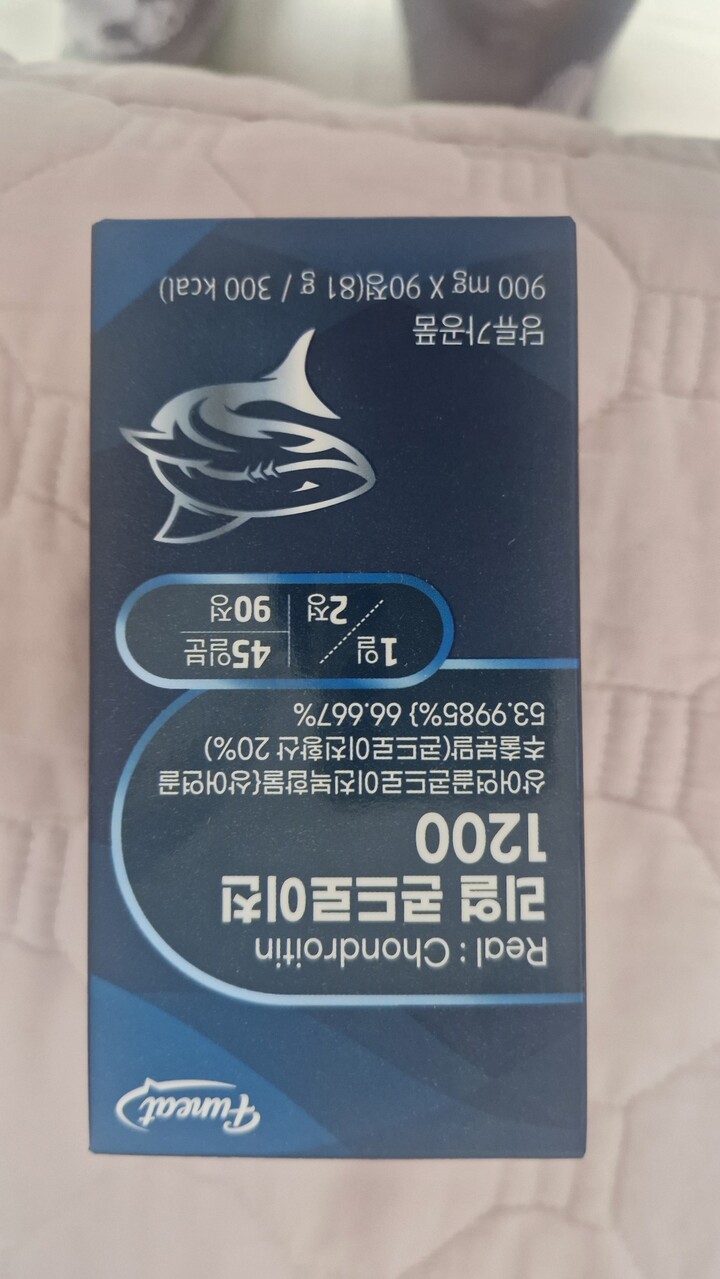 Funeat
Real : Chondroitin
리얼 콘드로이친
1200
상어연골콘드로이친복합물{상어연골
추출분말(콘드로이친황산 20%)
53.9985%} 66.667%
1일 / 2정
45일분
90정
당류가공품
900 mg X 90정(81 g / 300 kcal)